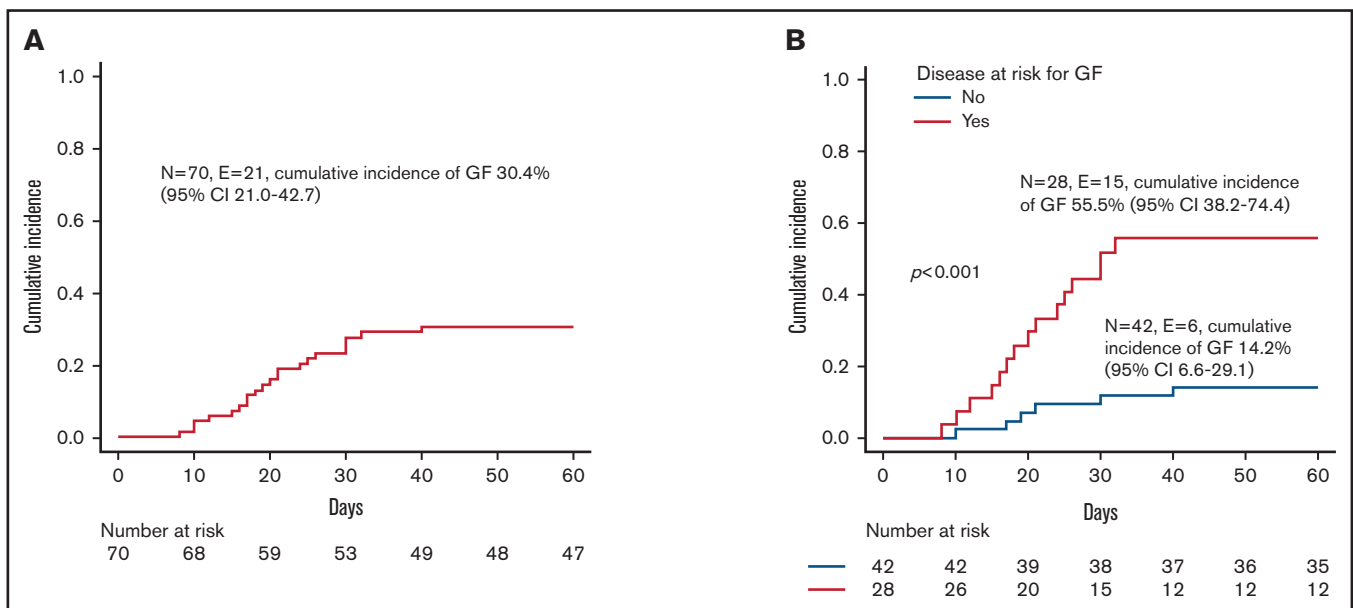 A
Cumulative incidence
1.0
0.8
0.6
0.4
0.2
0.0
N=70, E=21, cumulative incidence of GF 30.4%
(95% CI 21.0-42.7)
0 10 20 30 40 50 60
Days
Number at risk
70 68 59 53 49 48 47
B
Cumulative incidence
1.0
0.8
0.6
0.4
0.2
0.0
Disease at risk for GF
No
Yes
N=28, E=15, cumulative incidence
of GF 55.5% (95% CI 38.2-74.4)
p<0.001
N=42, E=6, cumulative
incidence of GF 14.2%
(95% CI 6.6-29.1)
0 10 20 30 40 50 60
Days
Number at risk
42 42 39 38 37 36 35
28 26 20 15 12 12 12